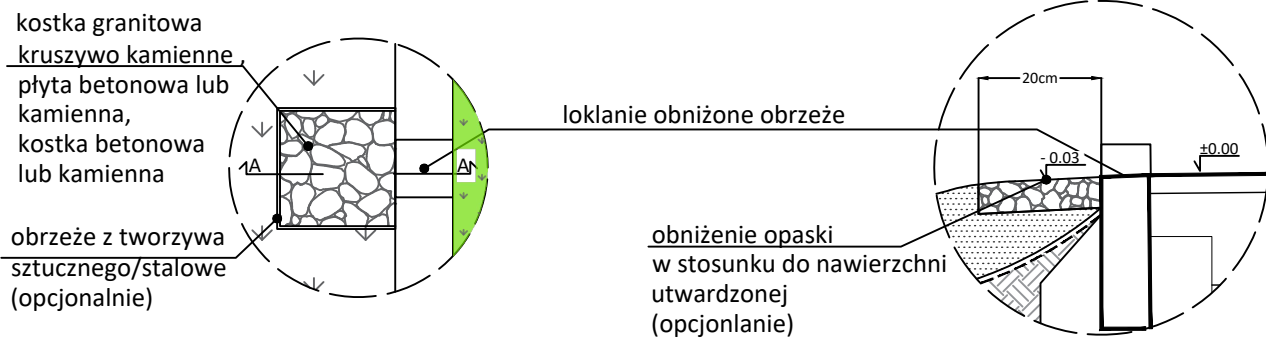 kostka granitowa
kruszywo kamienne ,
płyta betonowa lub
kamienna,
kostka betonowa
lub kamienna
A
A
obrzeże z tworzywa
sztucznego/stalowe
(opcjonalnie)
loklanie obniżone obrzeże
20cm
- 0.03
±0.00
obniżenie opaski
w stosunku do nawierzchni
utwardzonej
(opcjonlanie)